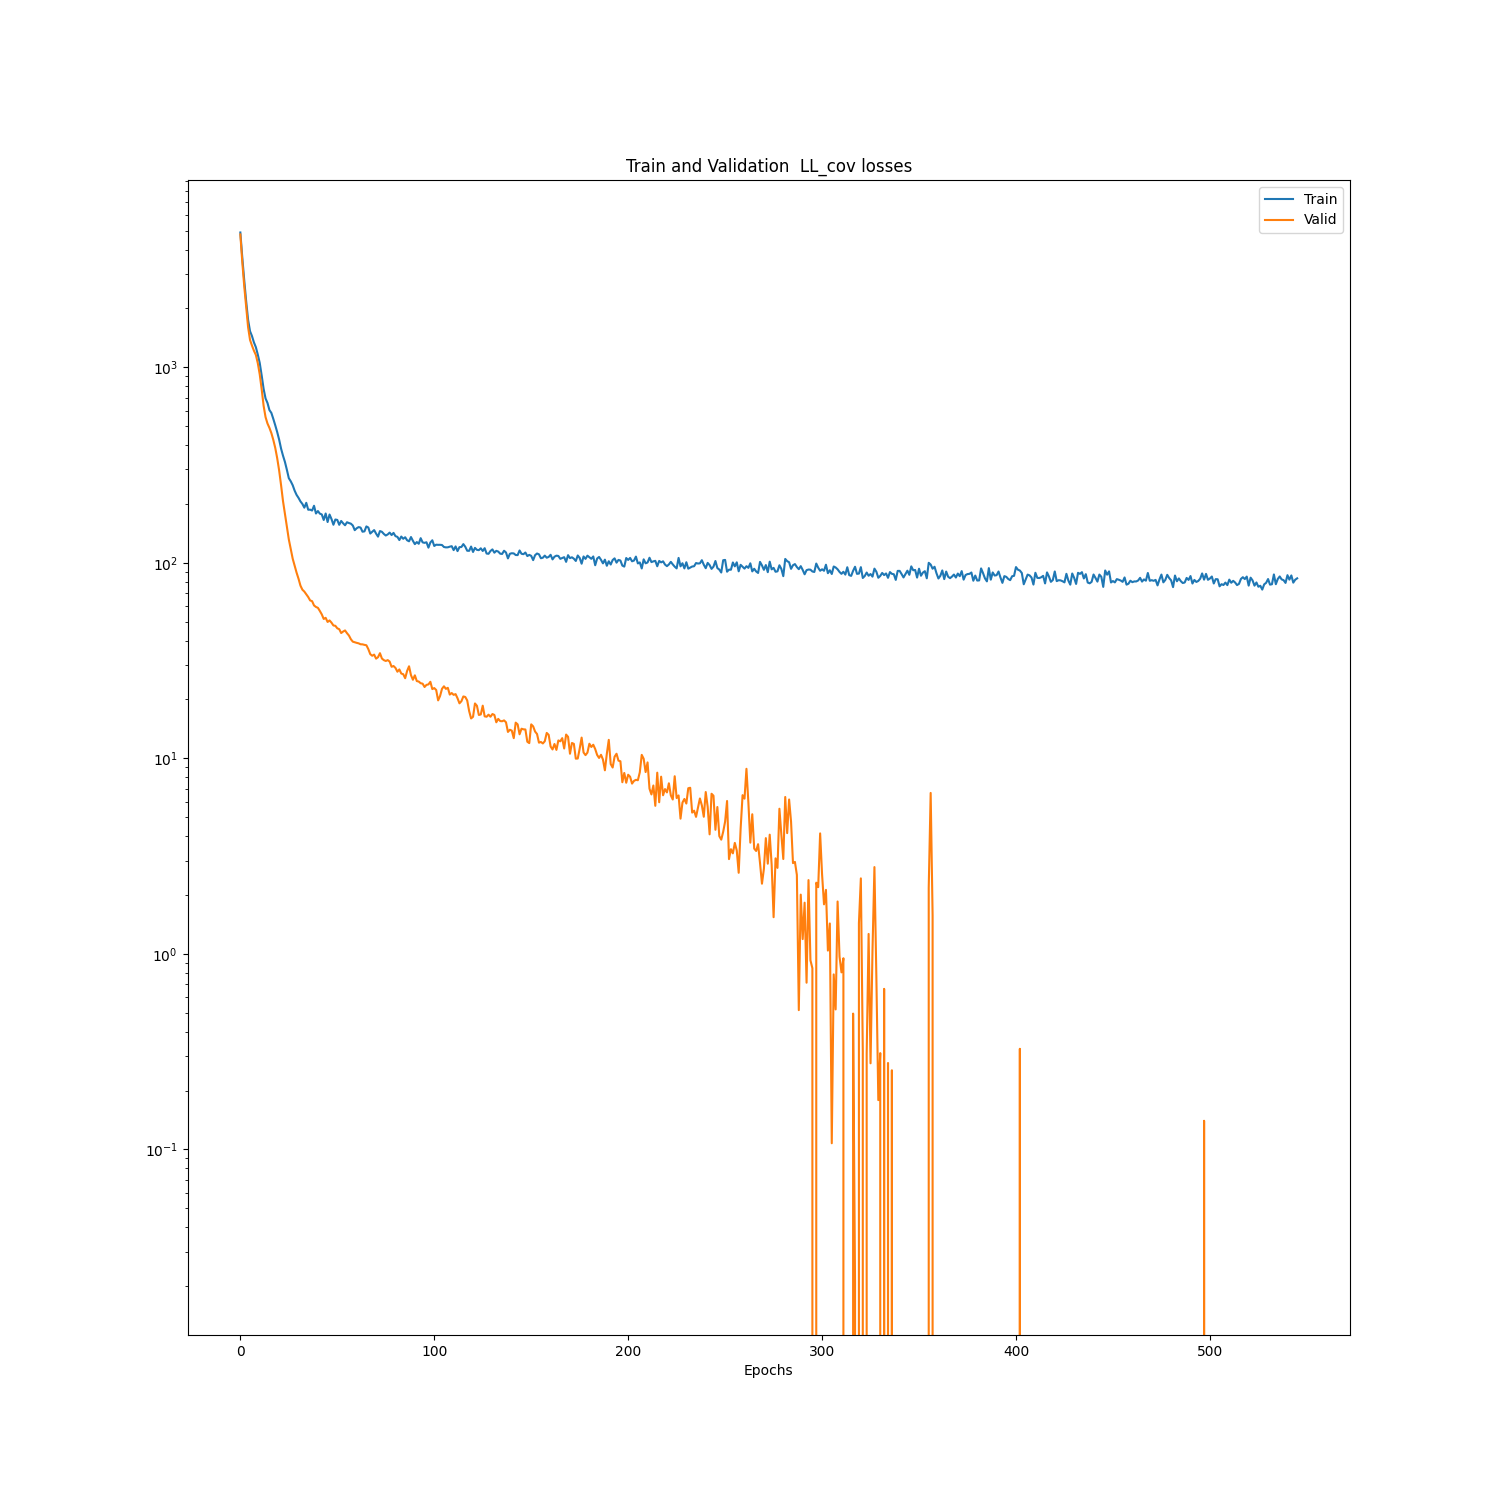 Train and Validation  LL_cov losses
Train
Valid
10³
10²
10¹
10⁰
10⁻¹
0 100 200 300 400 500
Epochs